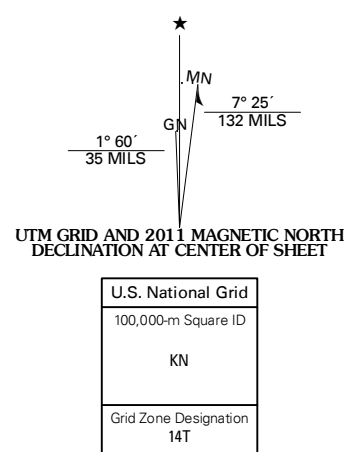 MN
GN
7° 25´
132 MILS
1° 60´
35 MILS
UTM GRID AND 2011 MAGNETIC NORTH
DECLINATION AT CENTER OF SHEET
U.S. National Grid
100,000-m Square ID
KN
Grid Zone Designation
14T